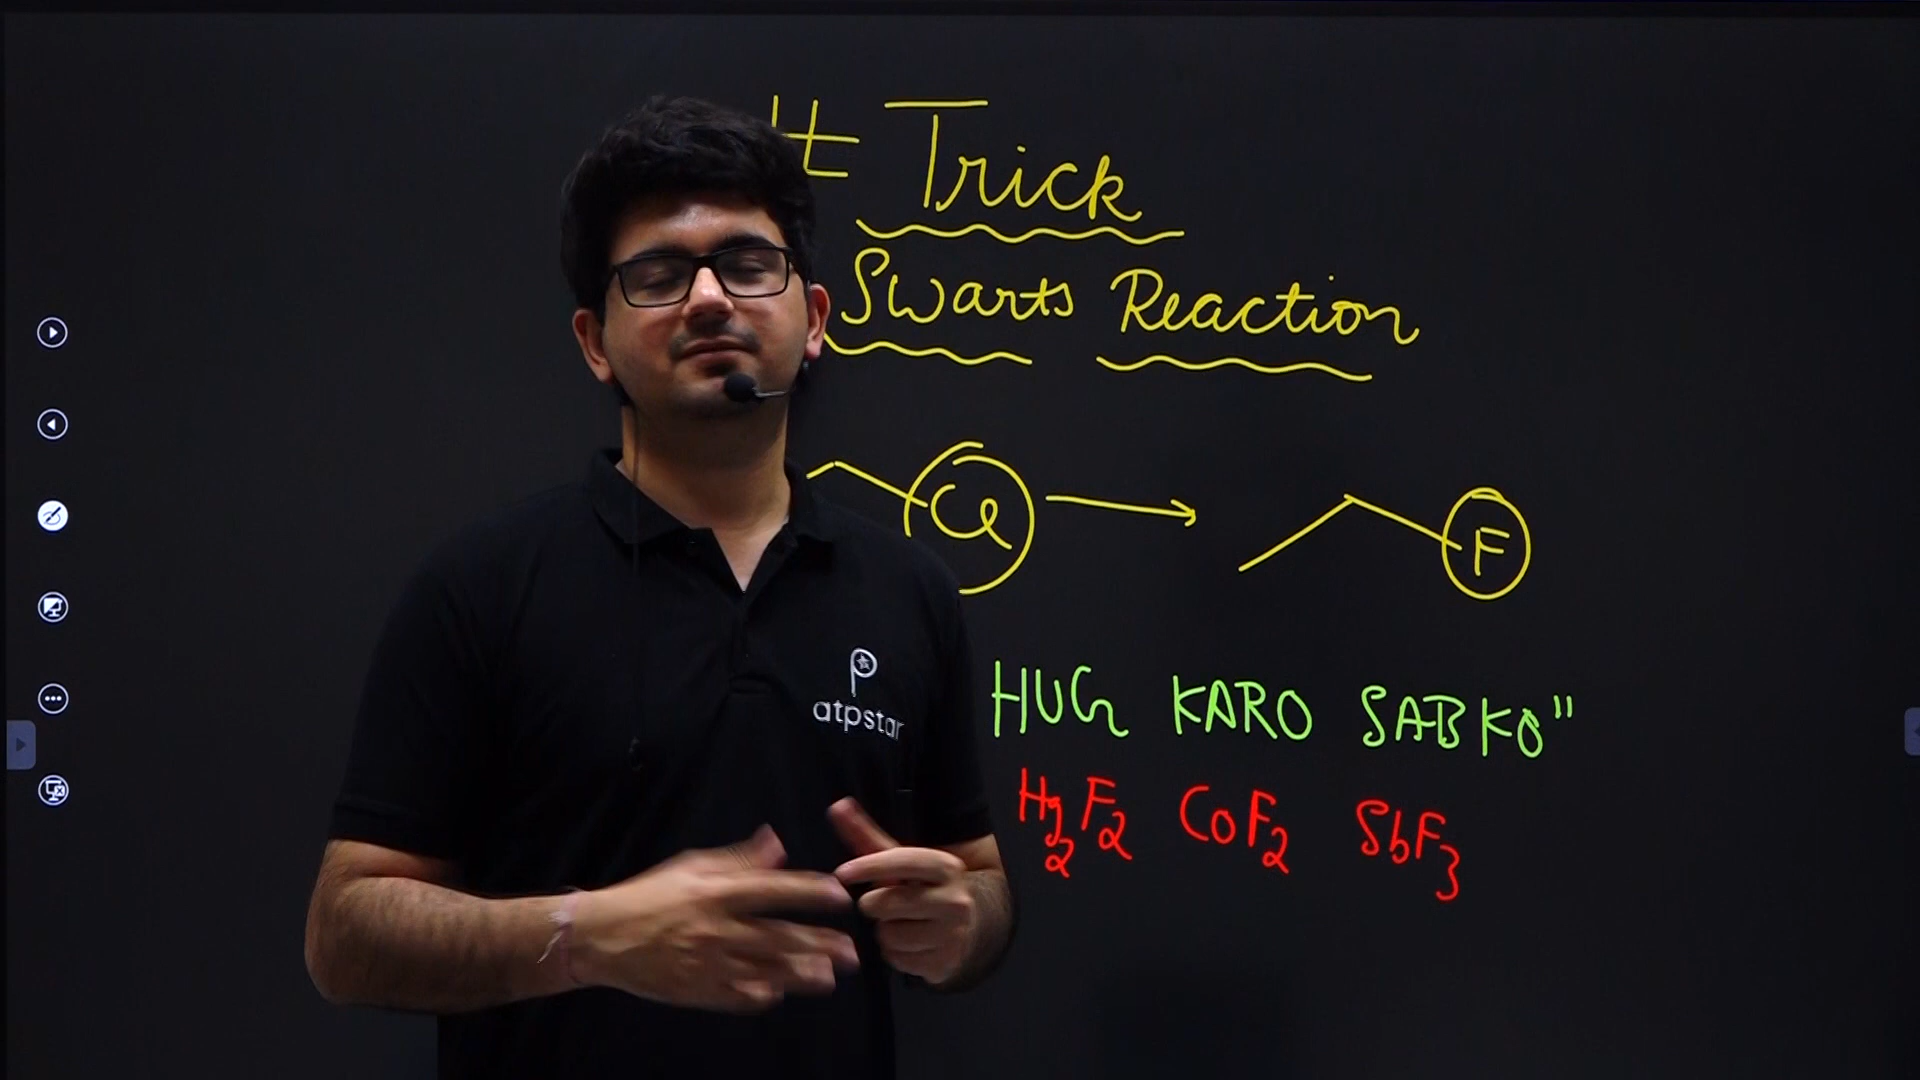 # Trick
Swarts Reaction
Cl F
HUG KARO SABKO"
Hg2F2 CoF2 SbF3
atpstar